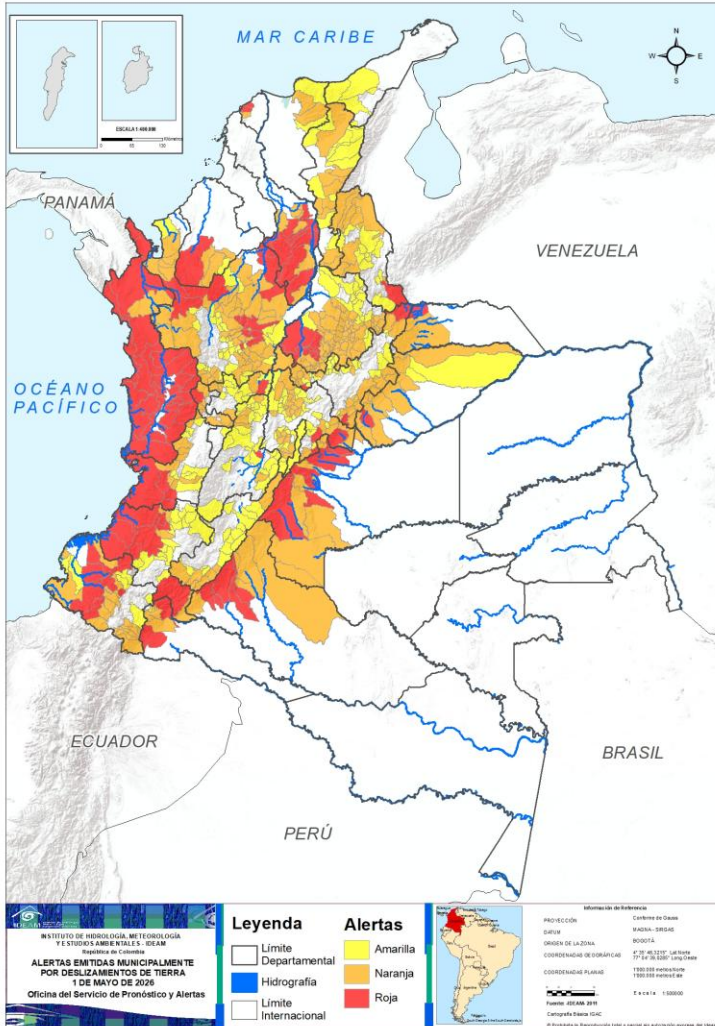 MAR CARIBE
N
W
E
S
ESCALA 1:400.000
PANAMÁ
VENEZUELA
OCÉANO
PACÍFICO
ECUADOR
BRASIL
PERÚ
IDEAM
INSTITUTO DE HIDROLOGÍA, METEOROLOGÍA
Y ESTUDIOS AMBIENTALES - IDEAM
República de Colombia
ALERTAS EMITIDAS MUNICIPALMENTE
POR DESLIZAMIENTOS DE TIERRA
1 DE MAYO DE 2026
Oficina del Servicio de Pronóstico y Alertas
Leyenda
Límite
Departamental
Hidrografía
Límite
Internacional
Alertas
Amarilla
Naranja
Roja
Información de Referencia
PROYECCIÓN
Conforme de Gauss
DATUM
MAGNA - SIRGAS
ORIGEN DE LA ZONA
BOGOTÁ
COORDENADAS GEOGRÁFICAS
COORDENADAS PLANAS
Fuente: IDEAM 2011
Cartografía Básica IGAC